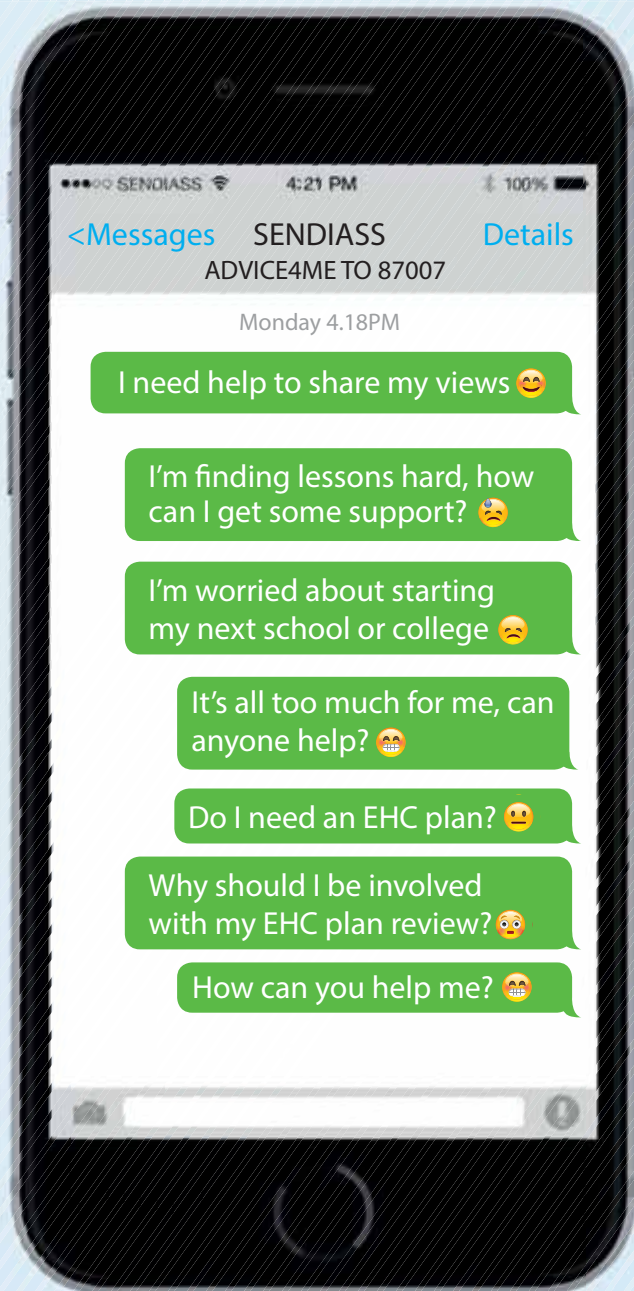 SENDIASS 4:21 PM 100%
<Messages SENDIASS Details
ADVICE4ME TO 87007
Monday 4.18PM
I need help to share my views 😊
I'm finding lessons hard, how
can I get some support? 😓
I'm worried about starting
my next school or college 😞
It's all too much for me, can
anyone help? 😁
Do I need an EHC plan? 😐
Why should I be involved
with my EHC plan review? 😳
How can you help me? 😁